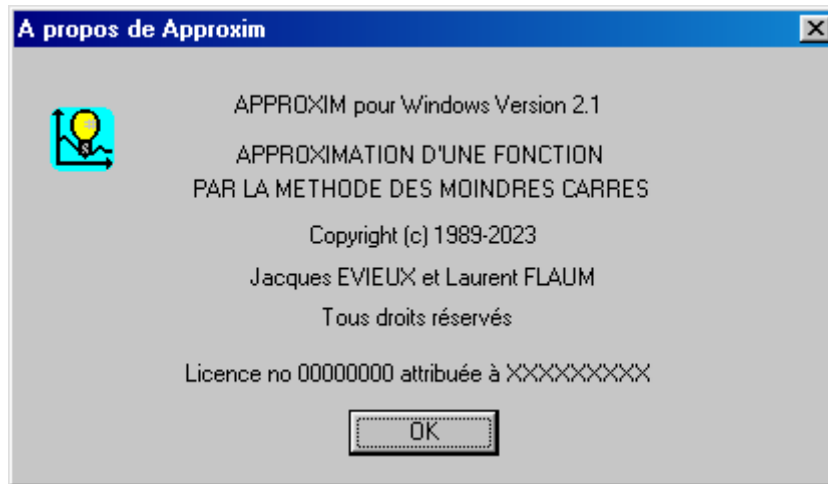 A propos de Approxim
APPROXIM pour Windows Version 2.1
APPROXIMATION D'UNE FONCTION
PAR LA METHODE DES MOINDRES CARRES
Copyright (c) 1989-2023
Jacques EVIEUX et Laurent FLAUM
Tous droits réservés
Licence no 00000000 attribuée à XXXXXXXXX
OK